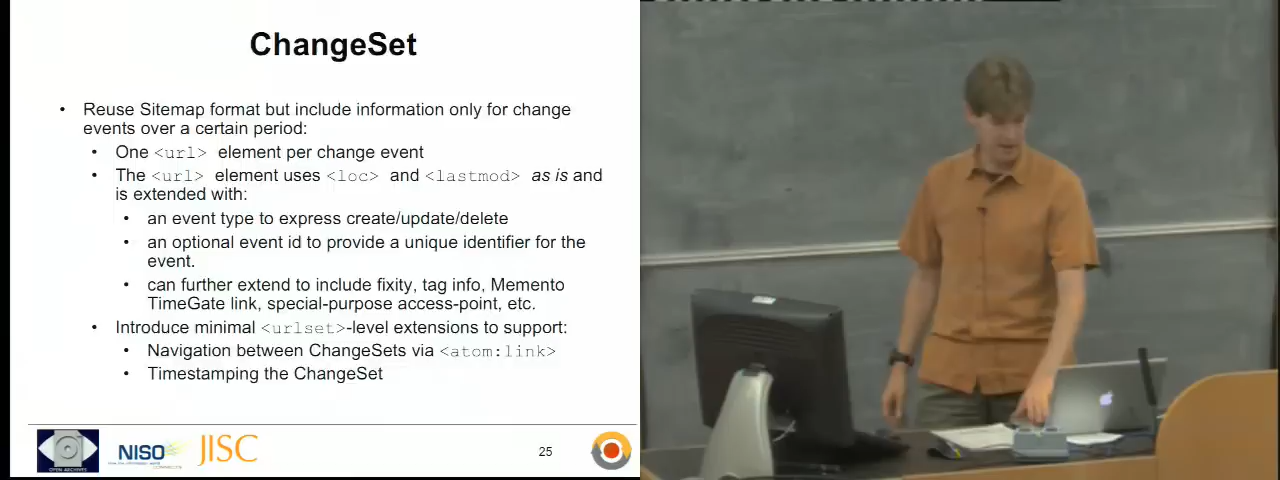 ChangeSet
• Reuse Sitemap format but include information only for change
events over a certain period:
• One <url> element per change event
• The <url> element uses <loc> and <lastmod> as is and
is extended with:
• an event type to express create/update/delete
• an optional event id to provide a unique identifier for the
event.
• can further extend to include fixity, tag info, Memento
TimeGate link, special-purpose access-point, etc.
• Introduce minimal <urlset>-level extensions to support:
• Navigation between ChangeSets via <atom:link>
• Timestamping the ChangeSet
OPEN ARCHIVES
NISO
JISC
25